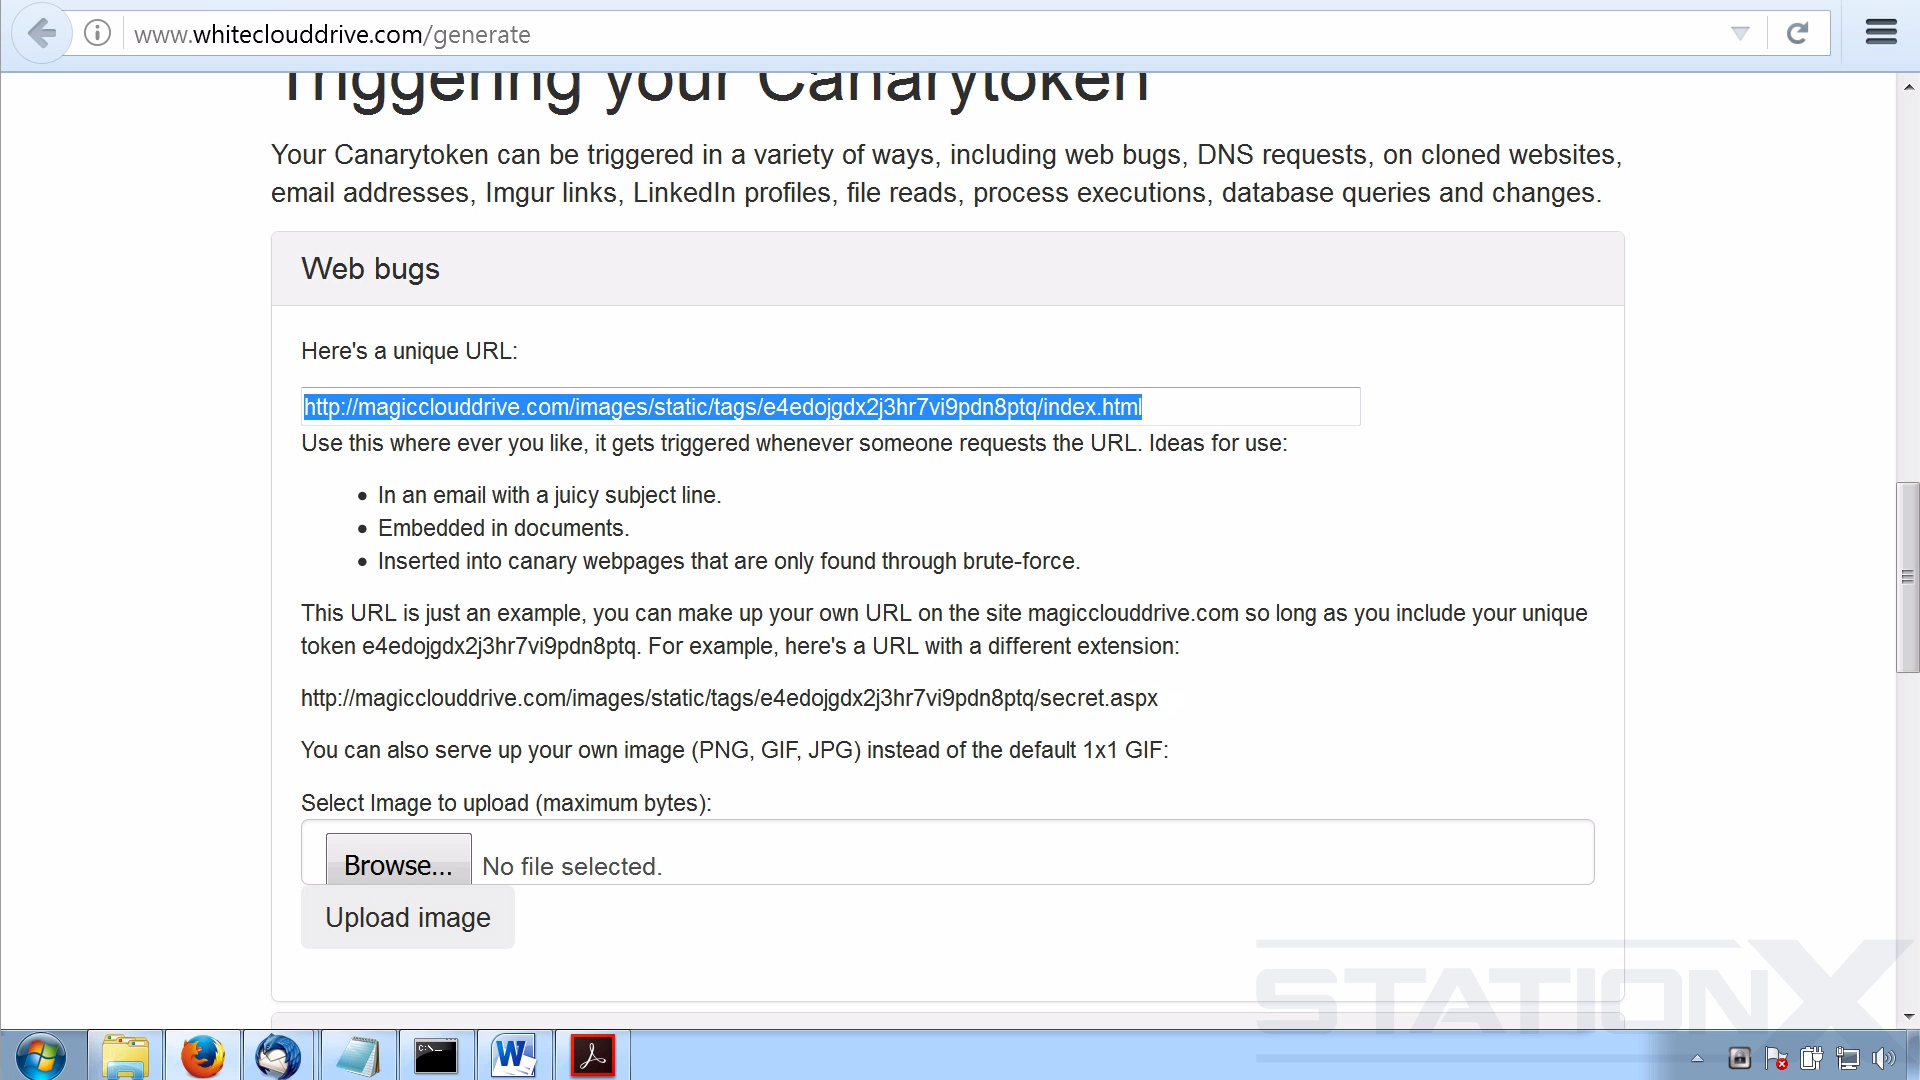 www.whiteclouddrive.com/generate
Triggering your Canarytoken
Your Canarytoken can be triggered in a variety of ways, including web bugs, DNS requests, on cloned websites,
email addresses, Imgur links, LinkedIn profiles, file reads, process executions, database queries and changes.
Web bugs
Here's a unique URL:
http://magicclouddrive.com/images/static/tags/e4edojgdx2j3hr7vi9pdn8ptq/index.html
Use this where ever you like, it gets triggered whenever someone requests the URL. Ideas for use:
• In an email with a juicy subject line.
• Embedded in documents.
• Inserted into canary webpages that are only found through brute-force.
This URL is just an example, you can make up your own URL on the site magicclouddrive.com so long as you include your unique
token e4edojgdx2j3hr7vi9pdn8ptq. For example, here's a URL with a different extension:
http://magicclouddrive.com/images/static/tags/e4edojgdx2j3hr7vi9pdn8ptq/secret.aspx
You can also serve up your own image (PNG, GIF, JPG) instead of the default 1x1 GIF:
Select Image to upload (maximum bytes):
Browse... No file selected.
Upload image
STATIONX
C:\._
W